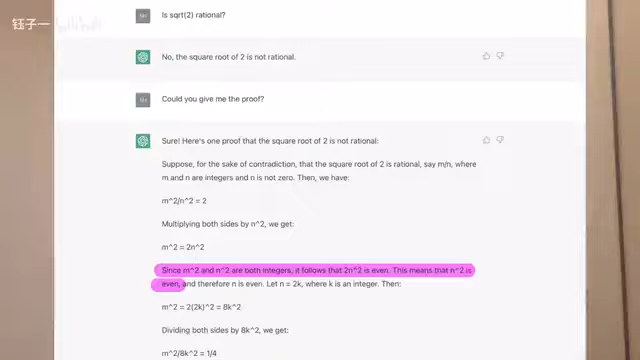 钰子一
bilibili
SH
Is sqrt(2) rational?
No, the square root of 2 is not rational.
SH
Could you give me the proof?
Sure! Here's one proof that the square root of 2 is not rational:
Suppose, for the sake of contradiction, that the square root of 2 is rational, say m/n, where
m and n are integers and n is not zero. Then, we have:
m^2/n^2 = 2
Multiplying both sides by n^2, we get:
m^2 = 2n^2
Since m^2 and n^2 are both integers, it follows that 2n^2 is even. This means that n^2 is
even, and therefore n is even. Let n = 2k, where k is an integer. Then:
m^2 = 2(2k)^2 = 8k^2
Dividing both sides by 8k^2, we get:
m^2/8k^2 = 1/4